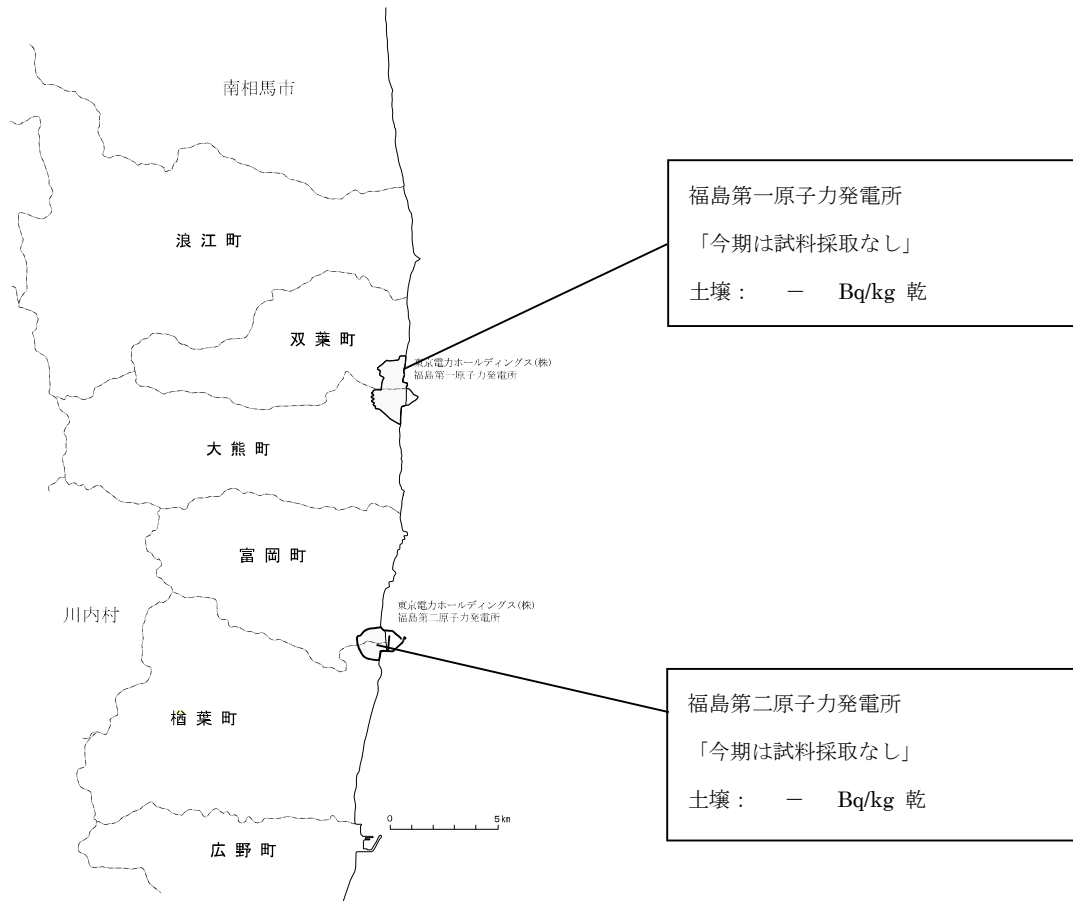 南相馬市
浪江町
双葉町
東京電力ホールディングス(株)
福島第一原子力発電所
大熊町
富岡町
川内村
東京電力ホールディングス(株)
福島第二原子力発電所
楢葉町
広野町
0 5km
福島第一原子力発電所
「今期は試料採取なし」
土壌： － Bq/kg 乾
福島第二原子力発電所
「今期は試料採取なし」
土壌： － Bq/kg 乾